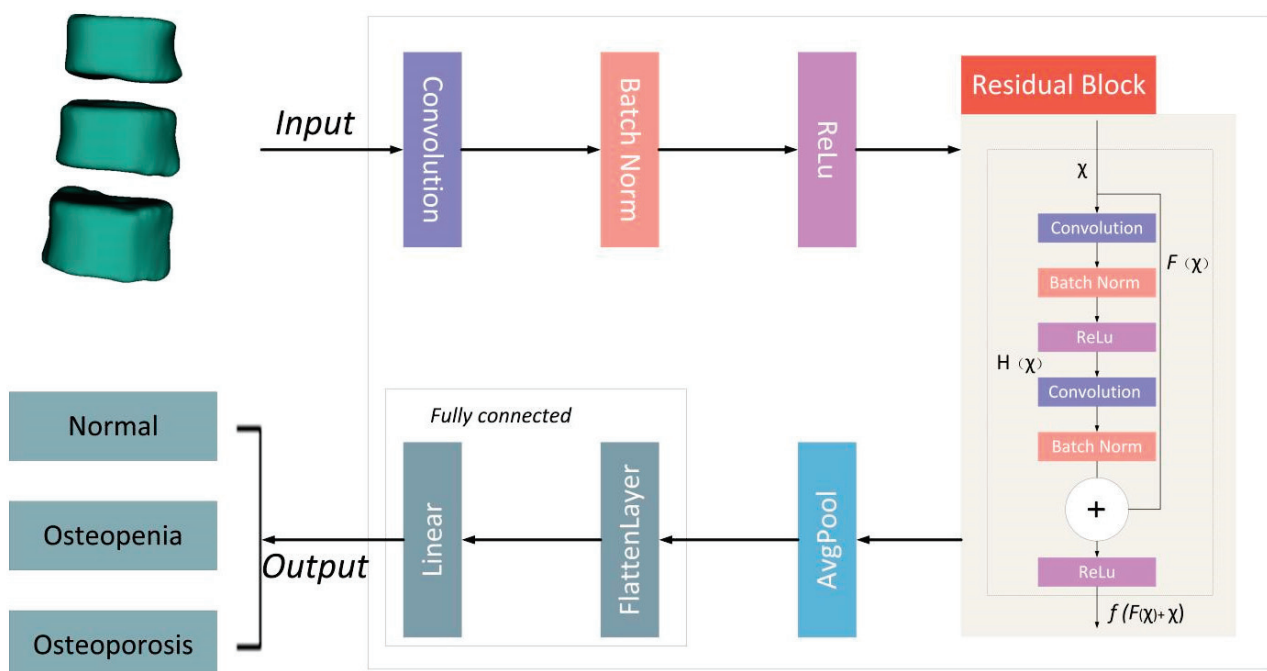 Input
Convolution
Batch Norm
ReLu
Residual Block
χ
Convolution
F (χ)
Batch Norm
ReLu
H (χ)
Convolution
Batch Norm
+
ReLu
f (F(χ)+ χ)
AvgPool
Fully connected
FlattenLayer
Linear
Output
Normal
Osteopenia
Osteoporosis